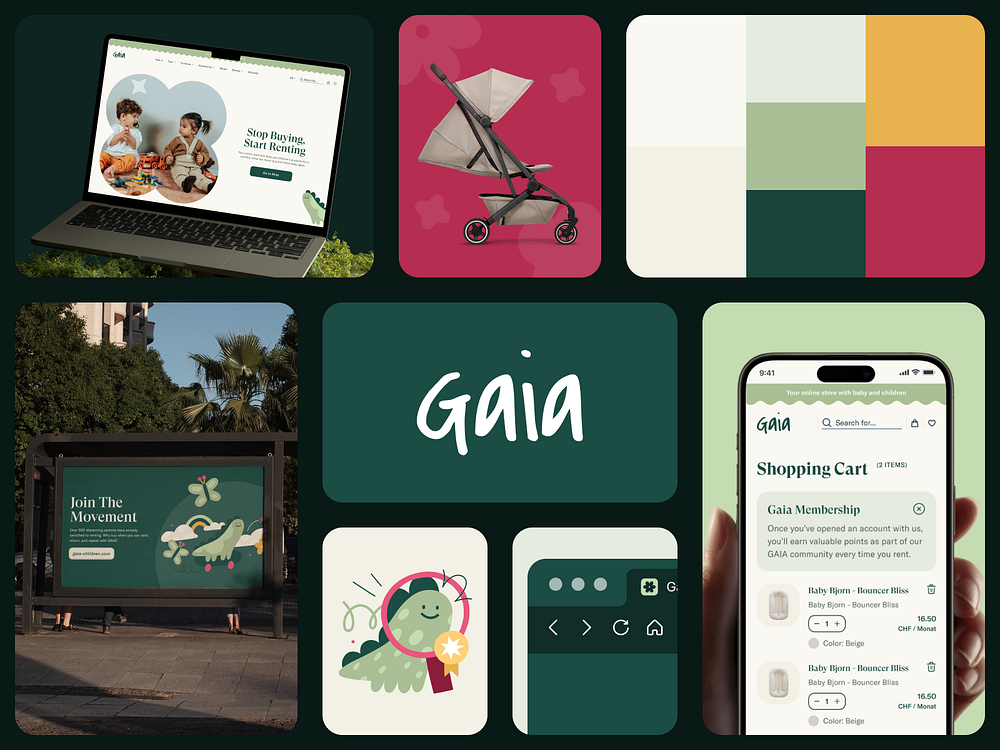 Gaia
Stop Buying,
Start Renting
Go to Shop
Join The
Movement
Over 550 discerning parents have already
switched to renting. Why buy when you can rent,
return, and repeat with GAIA!
gaia-children.com
Gaia
G
9:41
Your online store with baby and children
Gaia
Search for...
Shopping Cart (2 ITEMS)
Gaia Membership
Once you've opened an account with us,
you'll earn valuable points as part of our
GAIA community every time you rent.
Baby Bjorn - Bouncer Bliss
Baby Bjorn - Bouncer Bliss
16.50
− 1 +
CHF / Monat
Color: Beige
Baby Bjorn - Bouncer Bliss
Baby Bjorn - Bouncer Bliss
16.50
− 1 +
CHF / Monat
Color: Beige